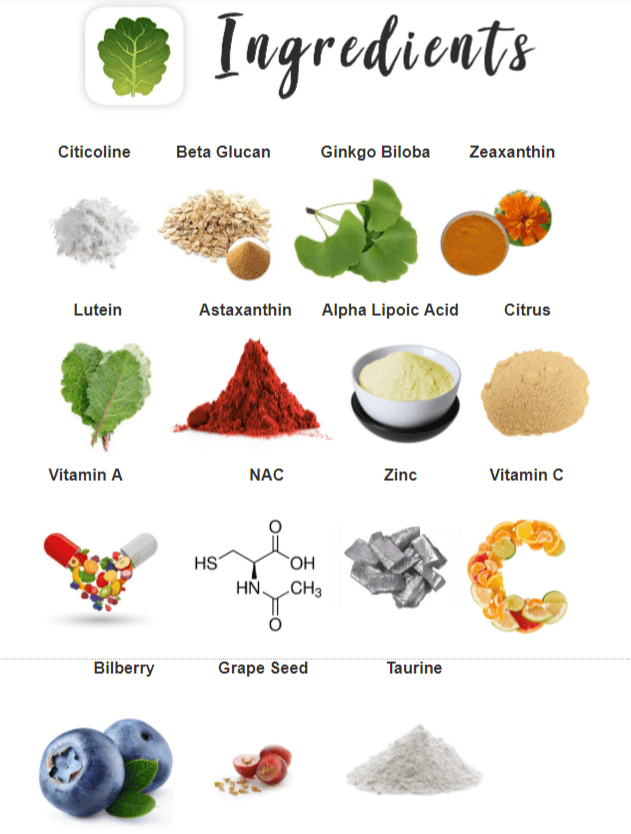 Ingredients
Citicoline Beta Glucan Ginkgo Biloba Zeaxanthin
Lutein Astaxanthin Alpha Lipoic Acid Citrus
Vitamin A NAC Zinc Vitamin C
O
HS OH
HN CH₃
O
Bilberry Grape Seed Taurine